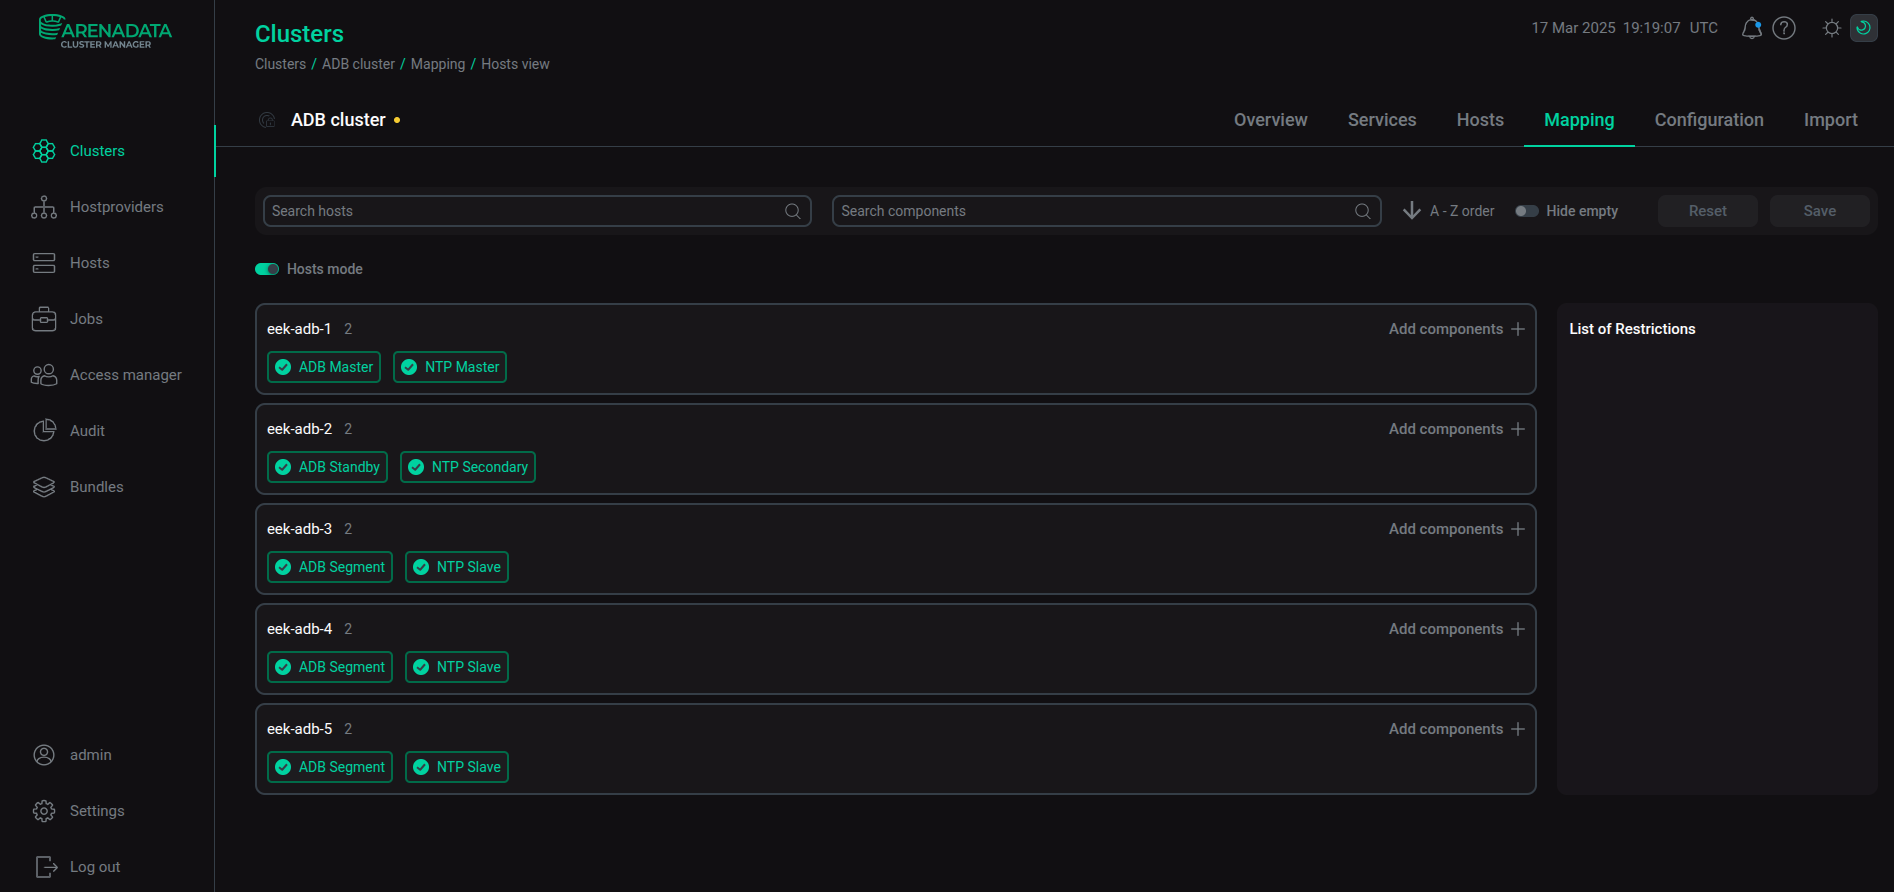 ARENADATA
CLUSTER MANAGER
Clusters
Hostproviders
Hosts
Jobs
Access manager
Audit
Bundles
admin
Settings
Log out
Clusters
17 Mar 2025 19:19:07 UTC
Clusters / ADB cluster / Mapping / Hosts view
ADB cluster
Overview Services Hosts Mapping Configuration Import
Search hosts Search components A - Z order Hide empty Reset Save
Hosts mode
eek-adb-1 2 Add components
ADB Master NTP Master
eek-adb-2 2 Add components
ADB Standby NTP Secondary
eek-adb-3 2 Add components
ADB Segment NTP Slave
eek-adb-4 2 Add components
ADB Segment NTP Slave
eek-adb-5 2 Add components
ADB Segment NTP Slave
List of Restrictions